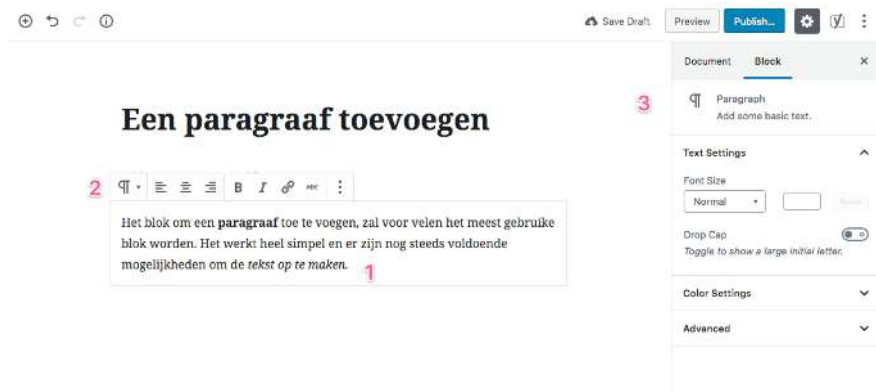 Save Draft Preview Publish...
Document Block
3
Paragraph
Add some basic text.
Een paragraaf toevoegen
Text Settings
Font Size
Normal
2
B I ABC
Het blok om een paragraaf toe te voegen, zal voor velen het meest gebruike
blok worden. Het werkt heel simpel en er zijn nog steeds voldoende
mogelijkheden om de tekst op te maken.
1
Drop Cap
Toggle to show a large initial letter.
Color Settings
Advanced